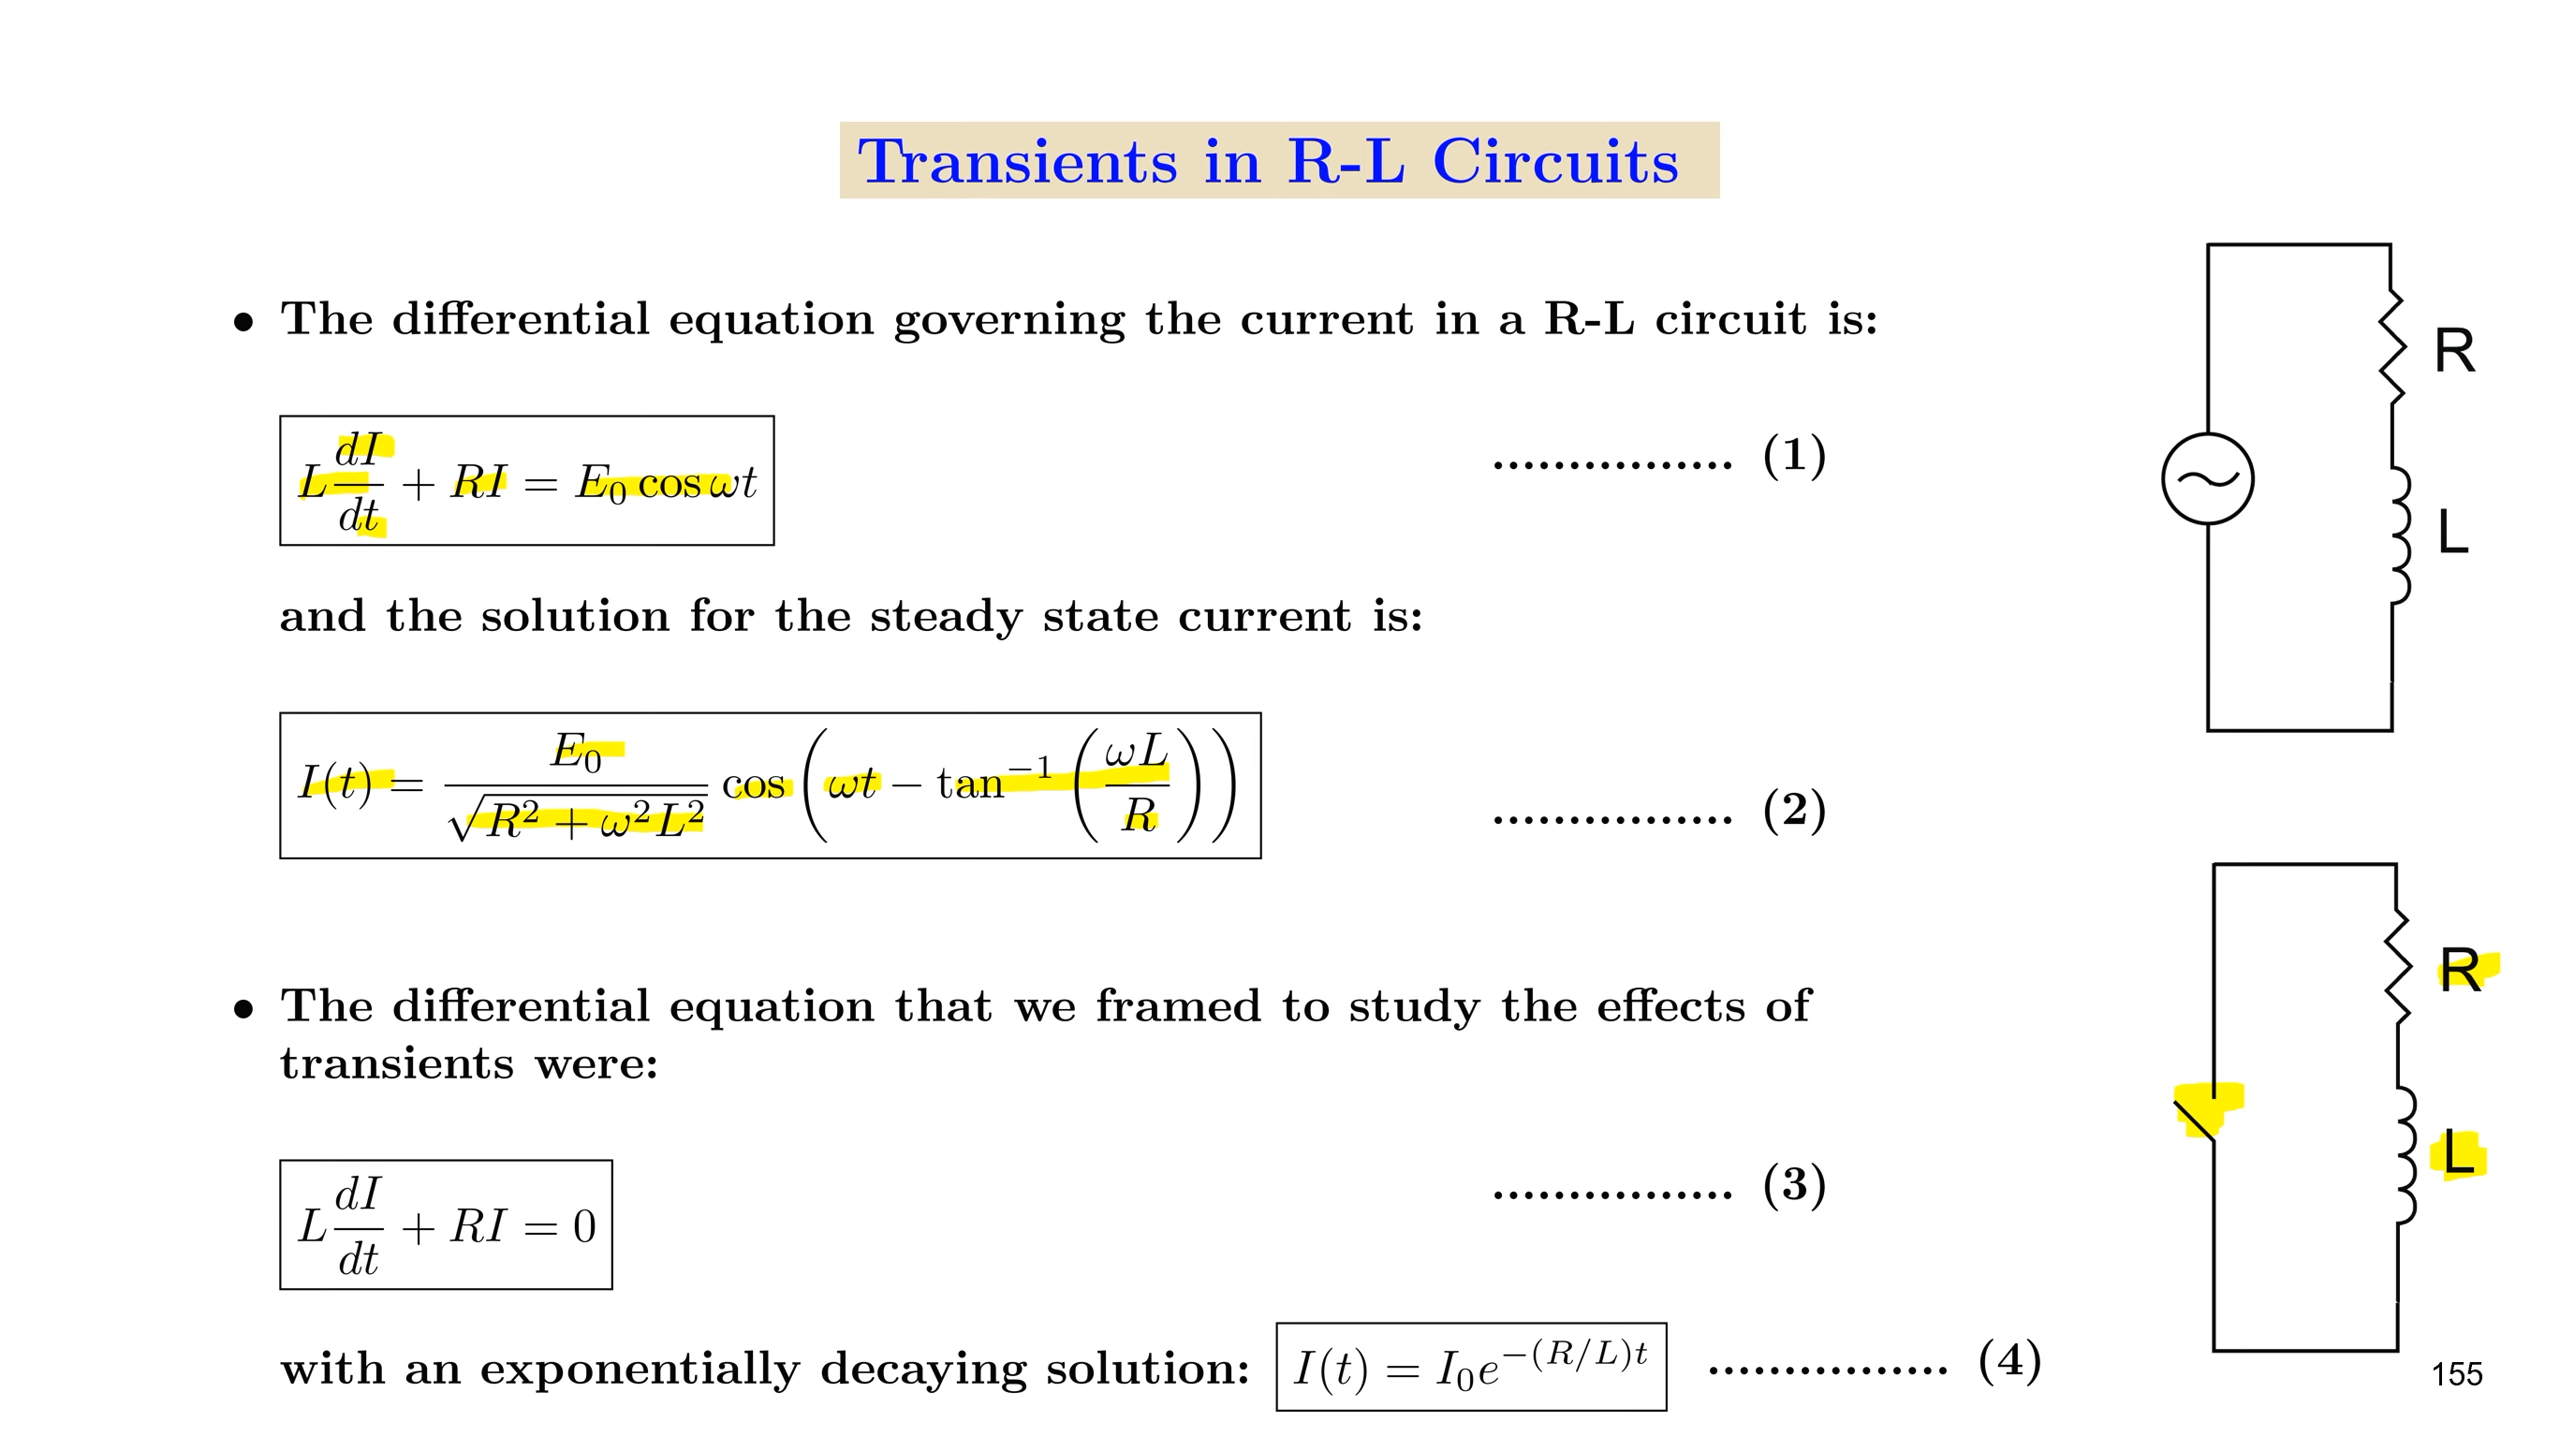 Transients in R-L Circuits
• The differential equation governing the current in a R-L circuit is:
L dI/dt + RI = E₀ cos ωt ................ (1)
and the solution for the steady state current is:
I(t) = E₀/√(R² + ω²L²) cos (ωt − tan⁻¹ (ωL/R)) ................ (2)
• The differential equation that we framed to study the effects of
transients were:
L dI/dt + RI = 0 ................ (3)
with an exponentially decaying solution: I(t) = I₀e^−(R/L)t ................ (4)
R
L
R
L
155